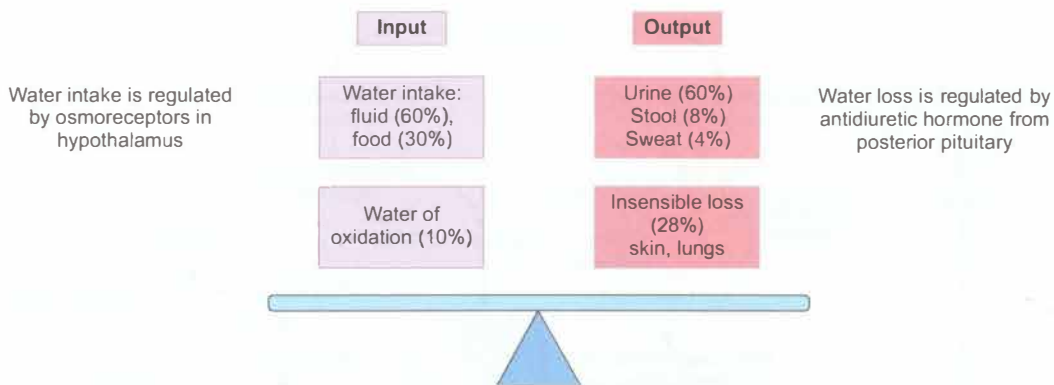 Input
Output
Water intake is regulated
by osmoreceptors in
hypothalamus
Water intake:
fluid (60%),
food (30%)
Urine (60%)
Stool (8%)
Sweat (4%)
Water loss is regulated by
antidiuretic hormone from
posterior pituitary
Water of
oxidation (10%)
Insensible loss
(28%)
skin, lungs